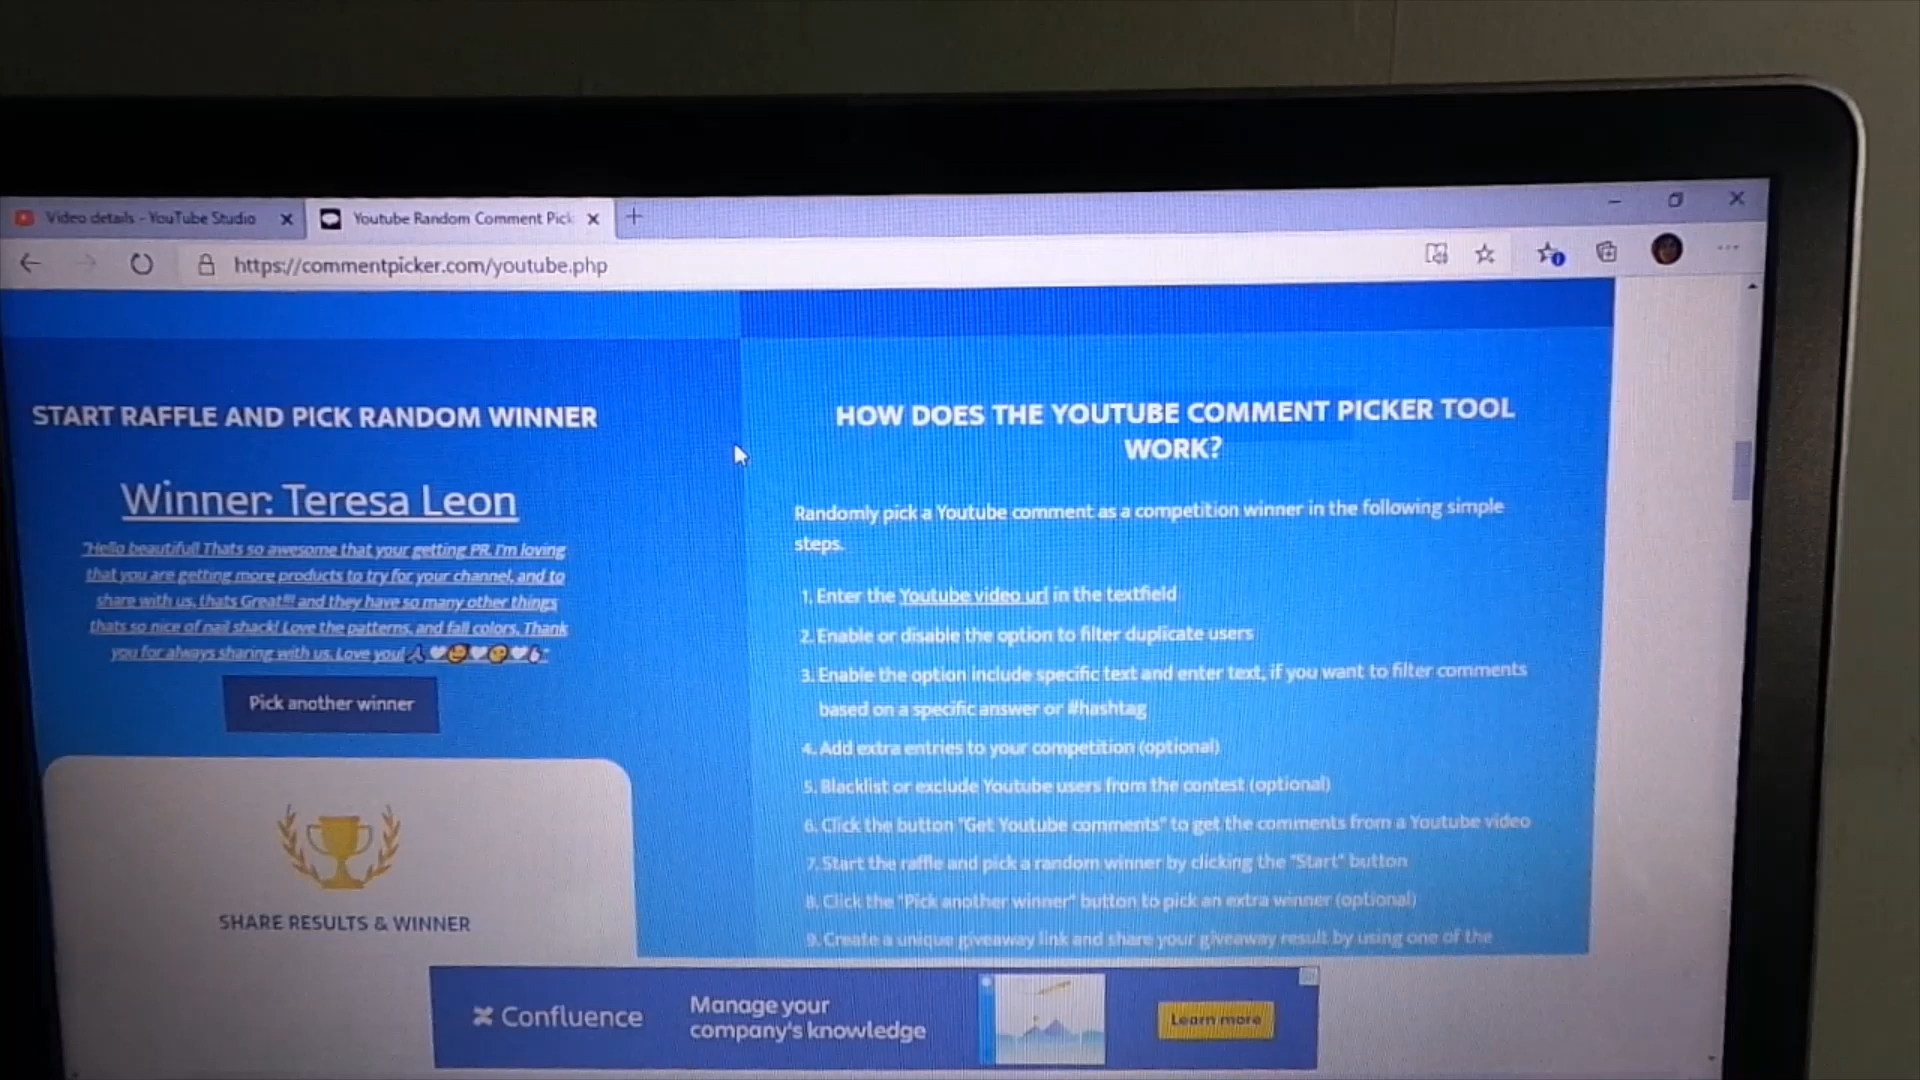 Video details - YouTube Studio
Youtube Random Comment Pick
https://commentpicker.com/youtube.php
START RAFFLE AND PICK RANDOM WINNER
Winner: Teresa Leon
"Hello beautiful! Thats so awesome that your getting PR. I'm loving
that you are getting more products to try for your channel, and to
share with us, thats Great!!! and they have so many other things
thats so nice of nail shack! Love the patterns, and fall colors. Thank
you for always sharing with us. Love you!
Pick another winner
SHARE RESULTS & WINNER
HOW DOES THE YOUTUBE COMMENT PICKER TOOL
WORK?
Randomly pick a Youtube comment as a competition winner in the following simple
steps.
1. Enter the Youtube video url in the textfield
2. Enable or disable the option to filter duplicate users
3. Enable the option include specific text and enter text, if you want to filter comments
based on a specific answer or #hashtag
4. Add extra entries to your competition (optional)
5. Blacklist or exclude Youtube users from the contest (optional)
6. Click the button "Get Youtube comments" to get the comments from a Youtube video
7. Start the raffle and pick a random winner by clicking the "Start" button
8. Click the "Pick another winner" button to pick an extra winner (optional)
9. Create a unique giveaway link and share your giveaway result by using one of the
Confluence
Manage your
company's knowledge
Learn more